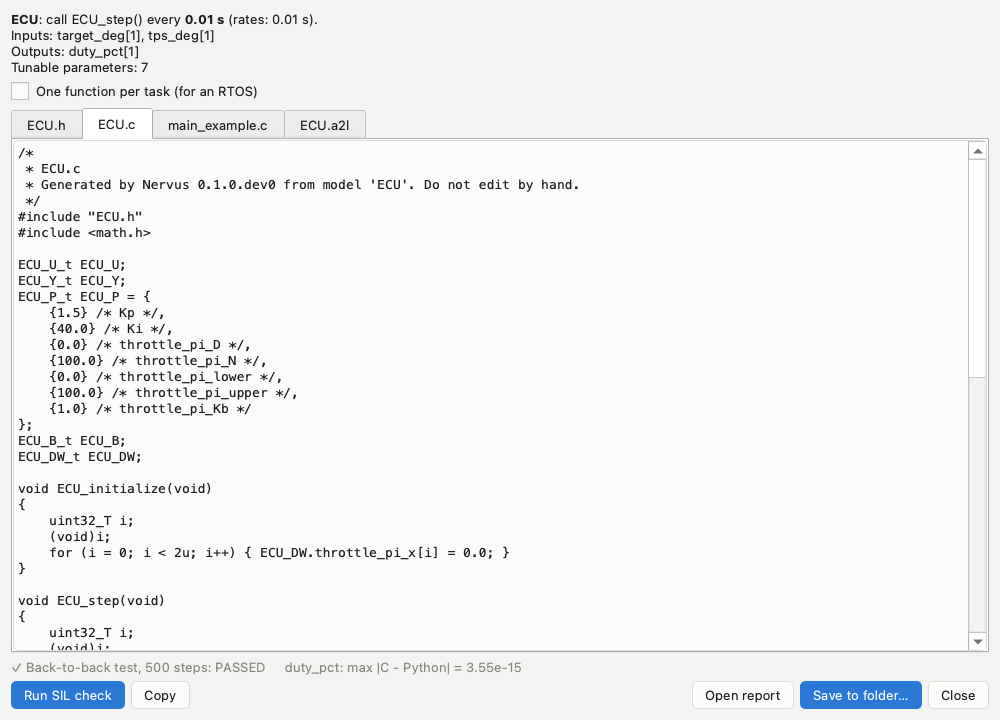 ECU: call ECU_step() every 0.01 s (rates: 0.01 s).
Inputs: target_deg[1], tps_deg[1]
Outputs: duty_pct[1]
Tunable parameters: 7
One function per task (for an RTOS)
ECU.h ECU.c main_example.c ECU.a2l
/*
 * ECU.c
 * Generated by Nervus 0.1.0.dev0 from model 'ECU'. Do not edit by hand.
 */
#include "ECU.h"
#include <math.h>

ECU_U_t ECU_U;
ECU_Y_t ECU_Y;
ECU_P_t ECU_P = {
    {1.5} /* Kp */,
    {40.0} /* Ki */,
    {0.0} /* throttle_pi_D */,
    {100.0} /* throttle_pi_N */,
    {0.0} /* throttle_pi_lower */,
    {100.0} /* throttle_pi_upper */,
    {1.0} /* throttle_pi_Kb */
};
ECU_B_t ECU_B;
ECU_DW_t ECU_DW;

void ECU_initialize(void)
{
    uint32_T i;
    (void)i;
    for (i = 0; i < 2u; i++) { ECU_DW.throttle_pi_x[i] = 0.0; }
}

void ECU_step(void)
{
    uint32_T i;
    (void)i;
✓ Back-to-back test, 500 steps: PASSED duty_pct: max |C - Python| = 3.55e-15
Run SIL check Copy Open report Save to folder... Close